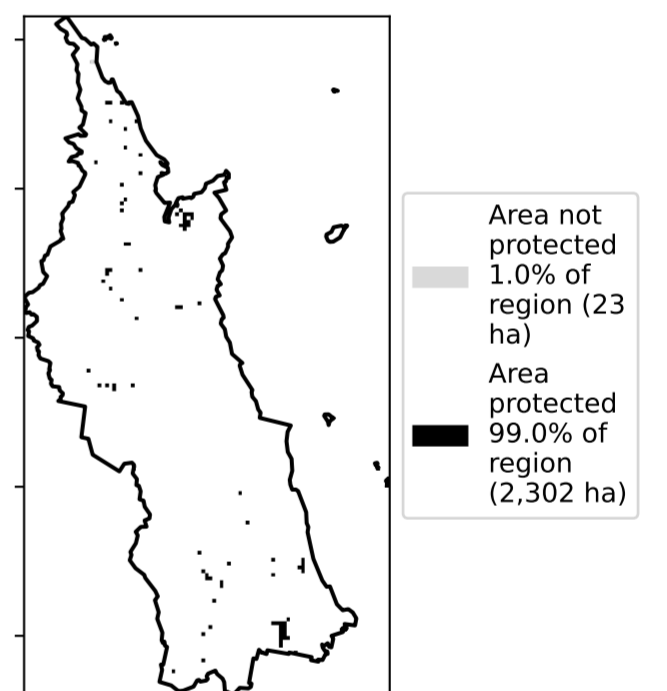 Area not
protected
1.0% of
region (23
ha)
Area
protected
99.0% of
region
(2,302 ha)